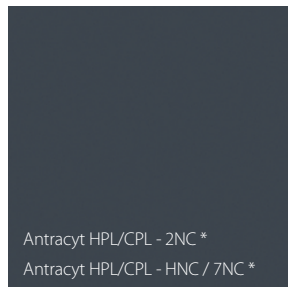 Antracyt HPL/CPL - 2NC *
Antracyt HPL/CPL - HNC / 7NC *